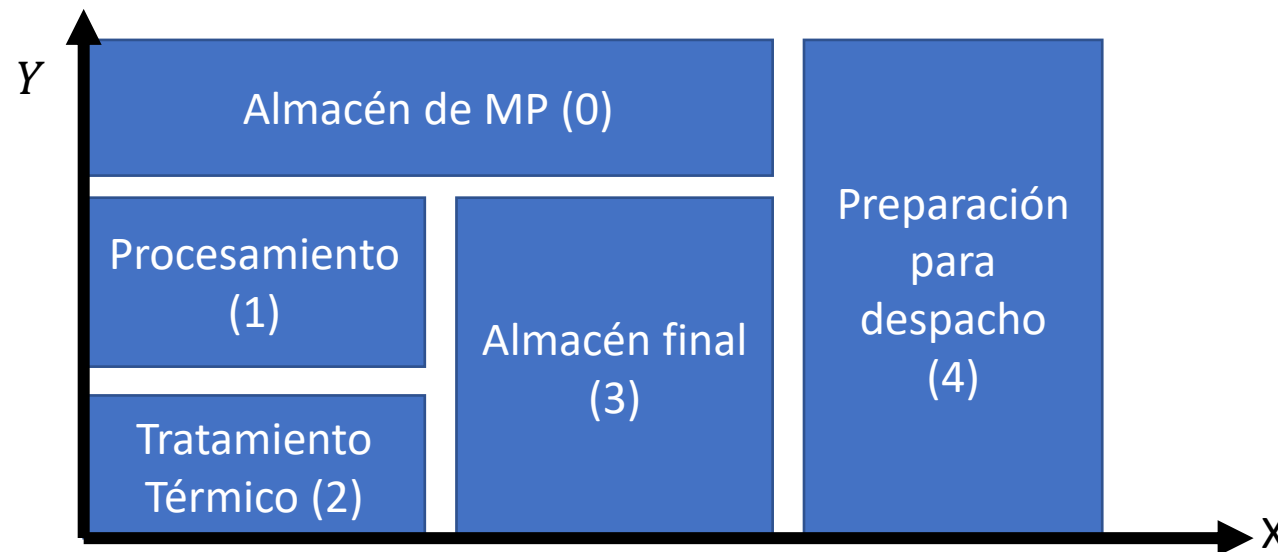 Y
Almacén de MP (0)
Procesamiento
(1)
Tratamiento
Térmico (2)
Almacén final
(3)
Preparación
para
despacho
(4)
X